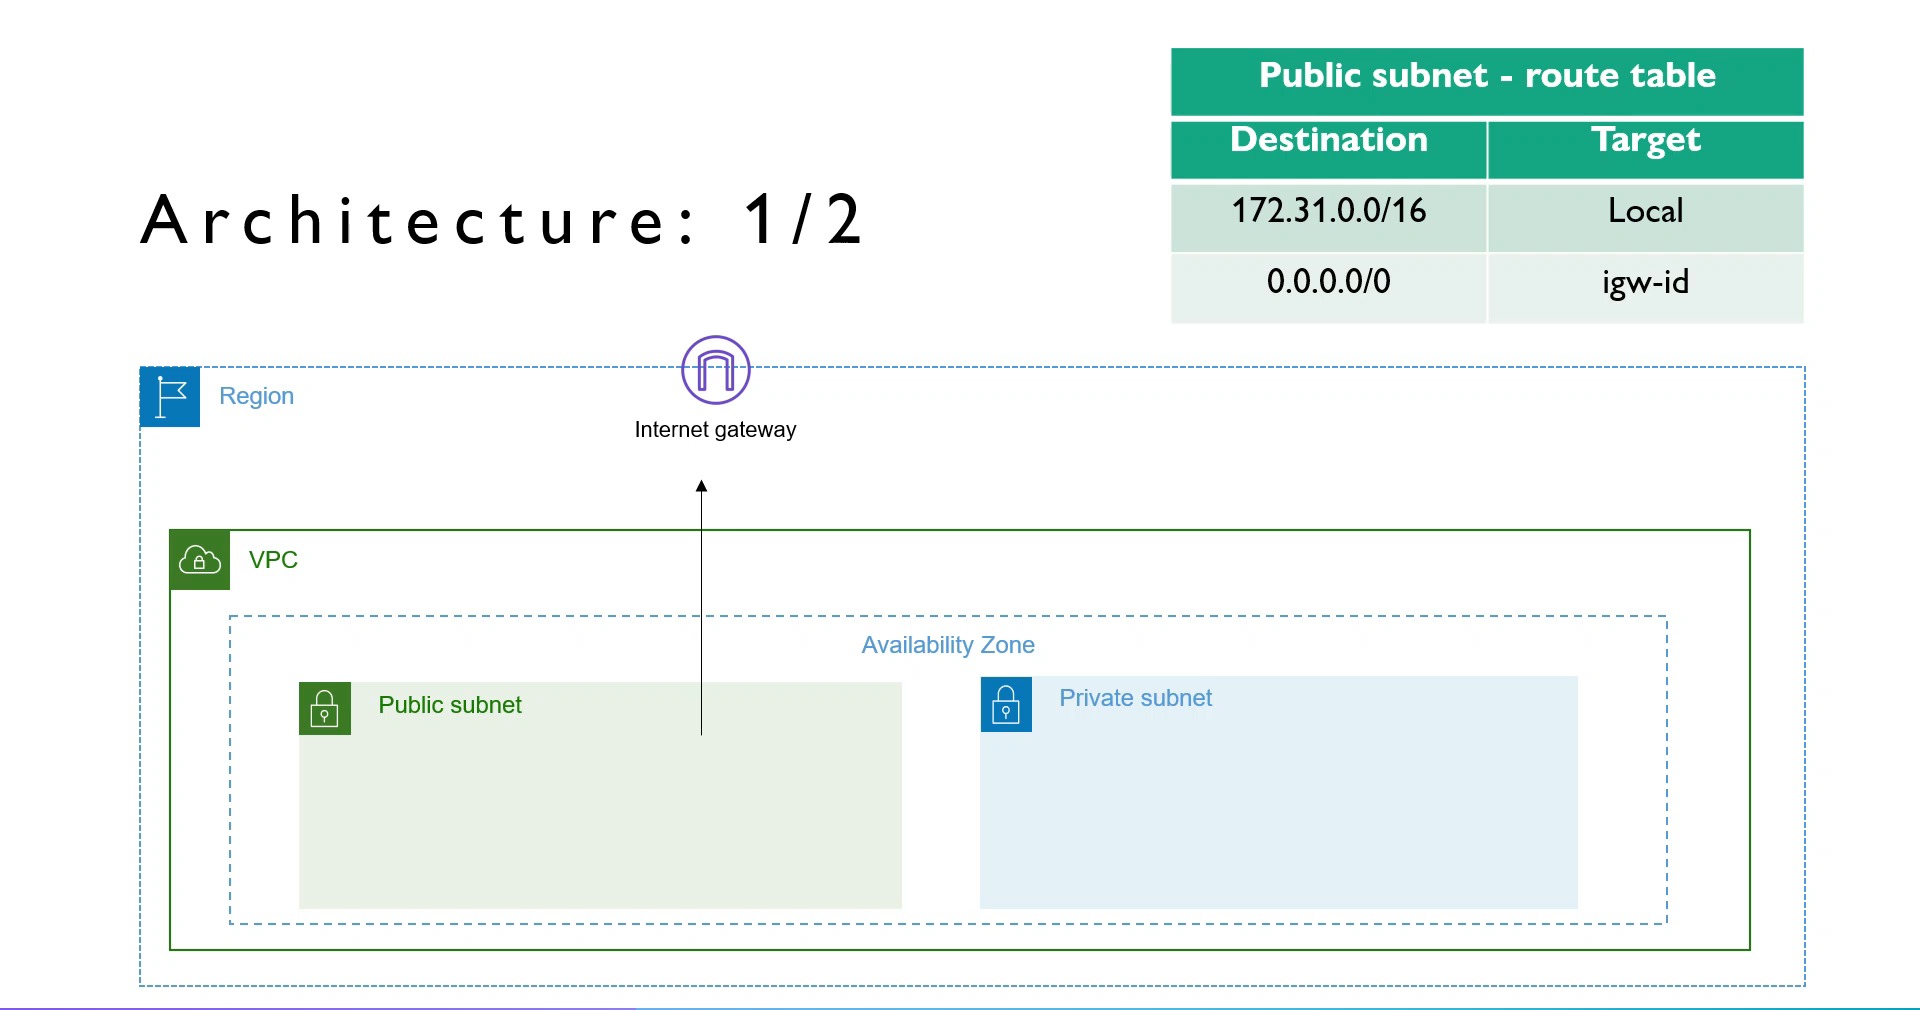 Public subnet - route table
Destination Target
172.31.0.0/16 Local
0.0.0.0/0 igw-id
Architecture: 1/2
Region
Internet gateway
VPC
Availability Zone
Public subnet
Private subnet